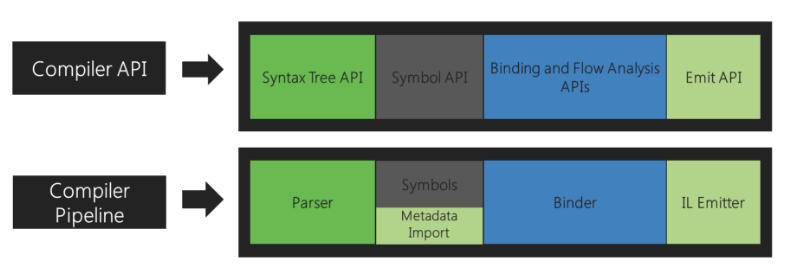 Compiler API
Syntax Tree API
Symbol API
Binding and Flow Analysis
APIs
Emit API
Compiler
Pipeline
Parser
Symbols
Metadata
Import
Binder
IL Emitter